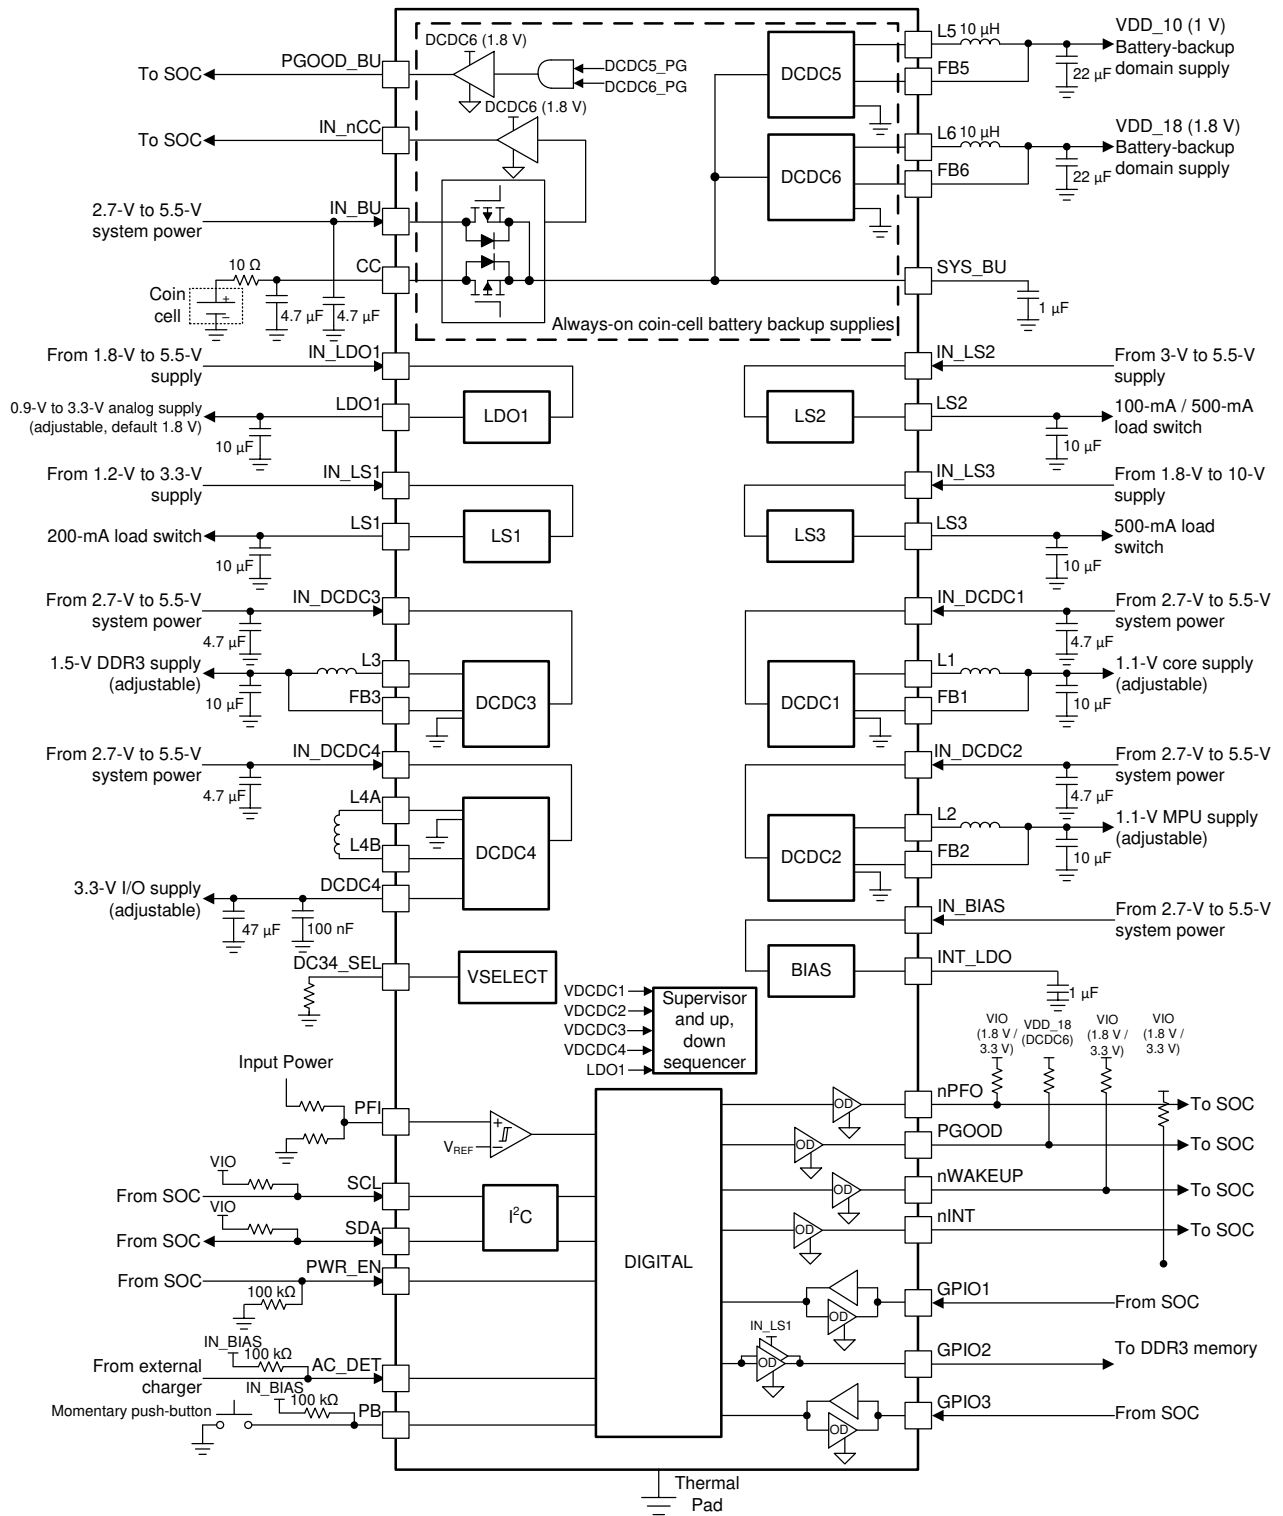 DCDC6 (1.8 V)
PGOOD_BU
To SOC
DCDC5_PG
DCDC6_PG
DCDC6 (1.8 V)
IN_nCC
To SOC
2.7-V to 5.5-V
system power
IN_BU
10 Ω
CC
Coin
cell
+
–
4.7 µF
4.7 µF
Always-on coin-cell battery backup supplies
DCDC5
L5
10 µH
FB5
22 µF
VDD_10 (1 V)
Battery-backup
domain supply
DCDC6
L6
10 µH
FB6
22 µF
VDD_18 (1.8 V)
Battery-backup
domain supply
SYS_BU
1 µF
From 1.8-V to 5.5-V
supply
IN_LDO1
0.9-V to 3.3-V analog supply
(adjustable, default 1.8 V)
LDO1
10 µF
LDO1
IN_LS2
From 3-V to 5.5-V
supply
LS2
LS2
100-mA / 500-mA
load switch
10 µF
From 1.2-V to 3.3-V
supply
IN_LS1
200-mA load switch
LS1
10 µF
LS1
IN_LS3
From 1.8-V to 10-V
supply
LS3
LS3
500-mA load
switch
10 µF
From 2.7-V to 5.5-V
system power
IN_DCDC3
4.7 µF
1.5-V DDR3 supply
(adjustable)
L3
10 µF
FB3
DCDC3
IN_DCDC1
From 2.7-V to 5.5-V
system power
4.7 µF
DCDC1
L1
FB1
1.1-V core supply
(adjustable)
10 µF
From 2.7-V to 5.5-V
system power
IN_DCDC4
4.7 µF
L4A
L4B
DCDC4
DCDC4
3.3-V I/O supply
(adjustable)
47 µF
100 nF
IN_DCDC2
From 2.7-V to 5.5-V
system power
4.7 µF
DCDC2
L2
FB2
1.1-V MPU supply
(adjustable)
10 µF
IN_BIAS
From 2.7-V to 5.5-V
system power
BIAS
INT_LDO
1 µF
DC34_SEL
VSELECT
VDCDC1
VDCDC2
VDCDC3
VDCDC4
LDO1
Supervisor
and up,
down
sequencer
VIO
(1.8 V /
3.3 V)
VDD_18
(DCDC6)
VIO
(1.8 V /
3.3 V)
VIO
(1.8 V /
3.3 V)
Input Power
PFI
+
–
VREF
VIO
From SOC
SCL
VIO
From SOC
SDA
I2C
From SOC
PWR_EN
100 kΩ
IN_BIAS
100 kΩ
From external
charger
AC_DET
IN_BIAS
100 kΩ
Momentary push-button
PB
DIGITAL
OD
nPFO
To SOC
OD
PGOOD
To SOC
OD
nWAKEUP
To SOC
OD
nINT
To SOC
OD
GPIO1
From SOC
IN_LS1
OD
GPIO2
To DDR3 memory
OD
GPIO3
From SOC
Thermal
Pad